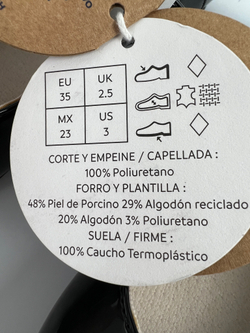 EU
35
UK
2.5
MX
23
US
3
CORTE Y EMPEINE / CAPELLADA :
100% Poliuretano
FORRO Y PLANTILLA :
48% Piel de Porcino 29% Algodón reciclado
20% Algodón 3% Poliuretano
SUELA / FIRME :
100% Caucho Termoplástico